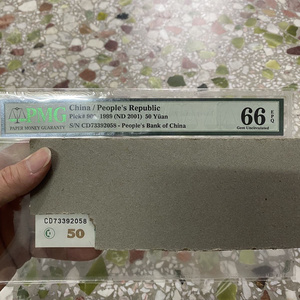 PMG
PAPER MONEY GUARANTY
China / People's Republic
1999 (ND 2001) 50 Yüan
S/N CD73392058 - People's Bank of China
66 EPQ
Gem Uncirculated
CD73392058
50